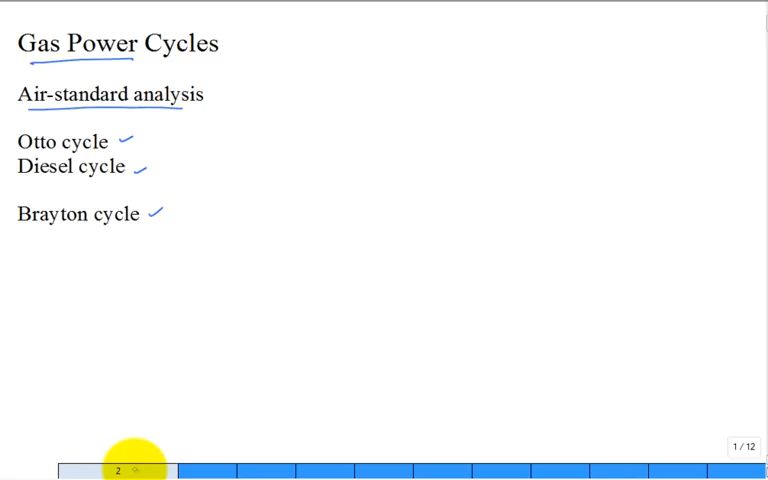 Gas Power Cycles
Air-standard analysis
Otto cycle
Diesel cycle
Brayton cycle
1 / 12
2